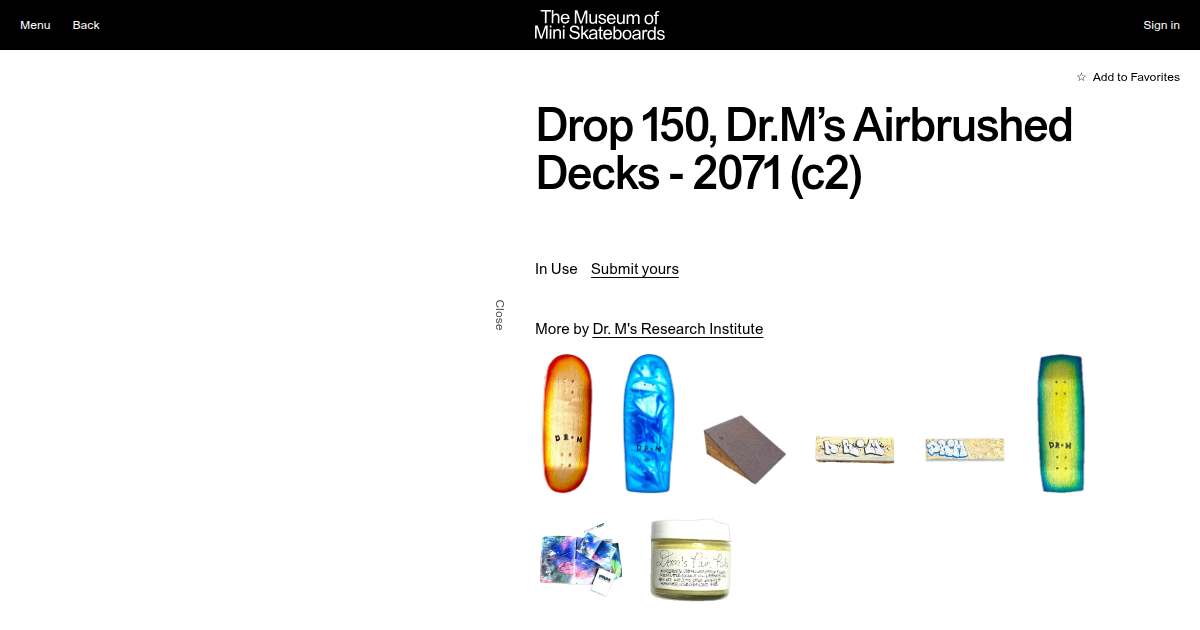 Menu
Back
The Museum of
Mini Skateboards
Sign in
☆ Add to Favorites
Drop 150, Dr.M’s Airbrushed
Decks - 2071 (c2)
In Use Submit yours
Close
More by Dr. M's Research Institute
DR•M
DR•M
DR•M